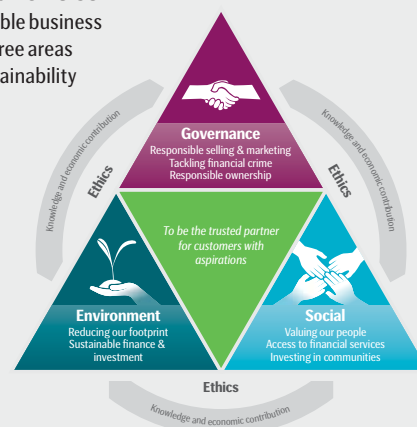 ble business
ree areas
ainability
Governance
Responsible selling & marketing
Tackling financial crime
Responsible ownership
Knowledge and economic contribution
Ethics
Knowledge and economic contribution
Ethics
To be the trusted partner
for customers with
aspirations
Environment
Reducing our footprint
Sustainable finance &
investment
Social
Valuing our people
Access to financial services
Investing in communities
Ethics
Knowledge and economic contribution